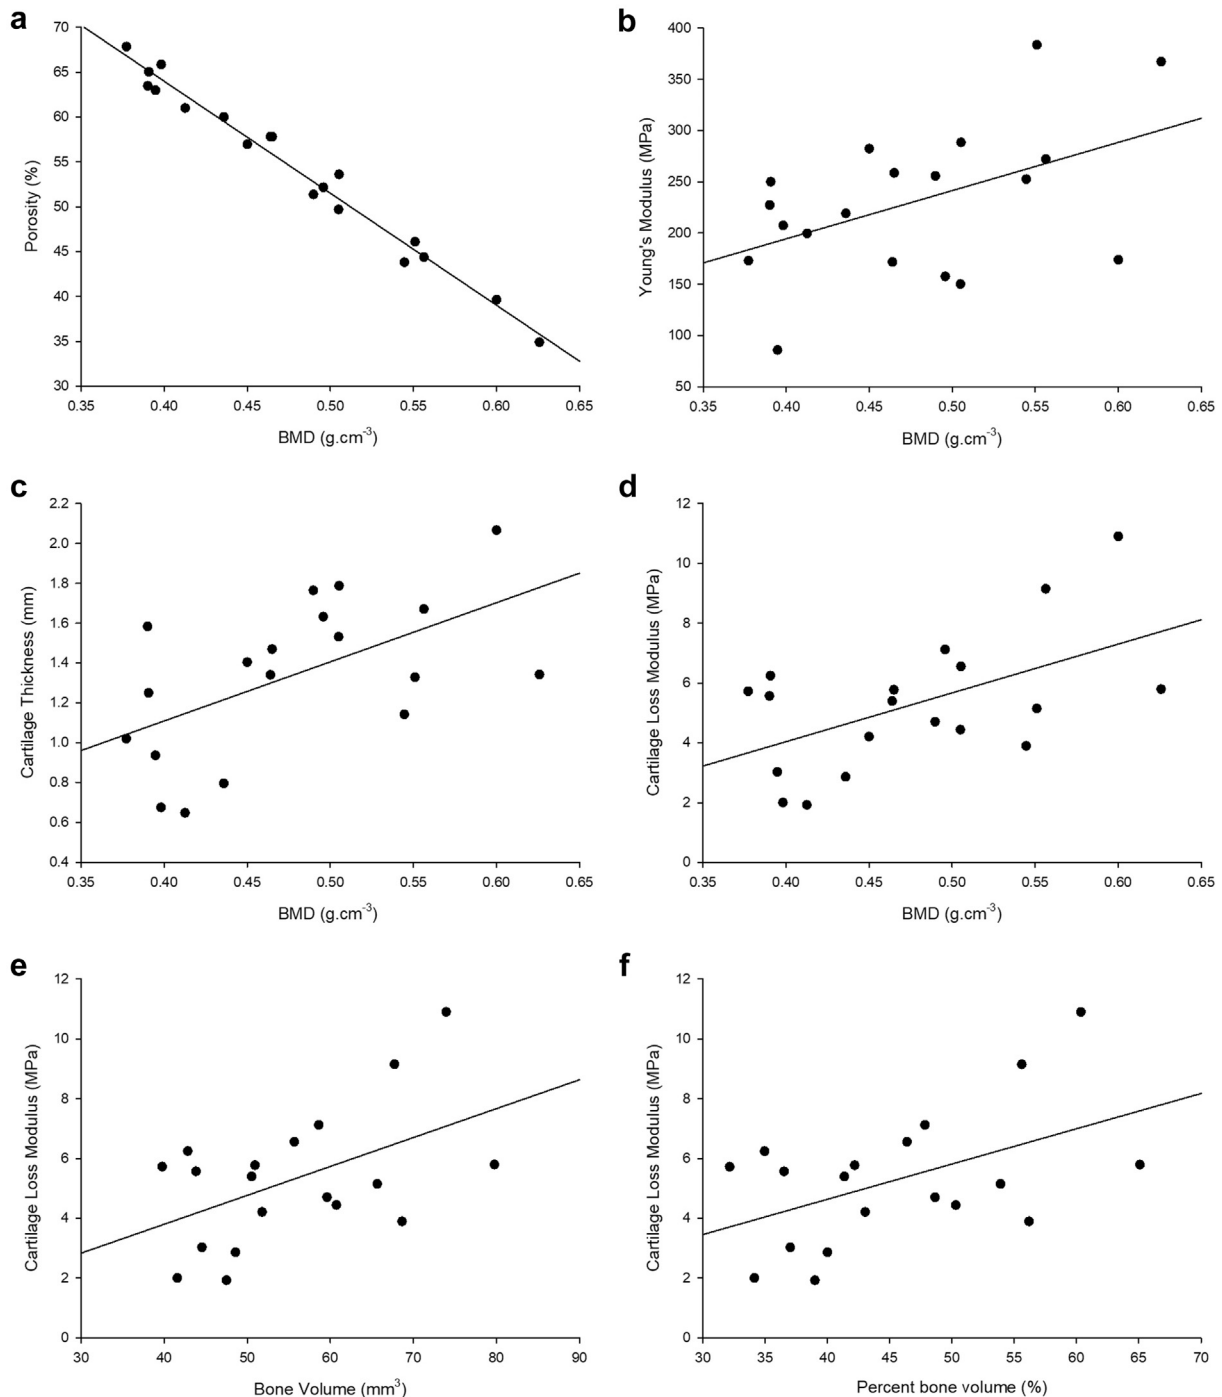 a
70
65
60
55
50
45
40
35
30
Porosity (%)
0.35 0.40 0.45 0.50 0.55 0.60 0.65
BMD (g.cm⁻³)
b
400
350
300
250
200
150
100
50
Young's Modulus (MPa)
0.35 0.40 0.45 0.50 0.55 0.60 0.65
BMD (g.cm⁻³)
c
2.2
2.0
1.8
1.6
1.4
1.2
1.0
0.8
0.6
0.4
Cartilage Thickness (mm)
0.35 0.40 0.45 0.50 0.55 0.60 0.65
BMD (g.cm⁻³)
d
12
10
8
6
4
2
0
Cartilage Loss Modulus (MPa)
0.35 0.40 0.45 0.50 0.55 0.60 0.65
BMD (g.cm⁻³)
e
12
10
8
6
4
2
0
Cartilage Loss Modulus (MPa)
30 40 50 60 70 80 90
Bone Volume (mm³)
f
12
10
8
6
4
2
0
Cartilage Loss Modulus (MPa)
30 35 40 45 50 55 60 65 70
Percent bone volume (%)